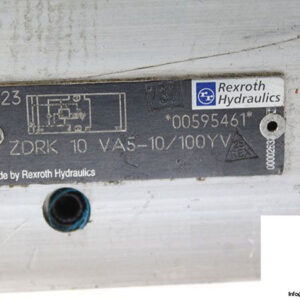 23
Rexroth
Hydraulics
*00595461*
ZDRK 10 VA5-10/100YV
de by Rexroth Hydraulics